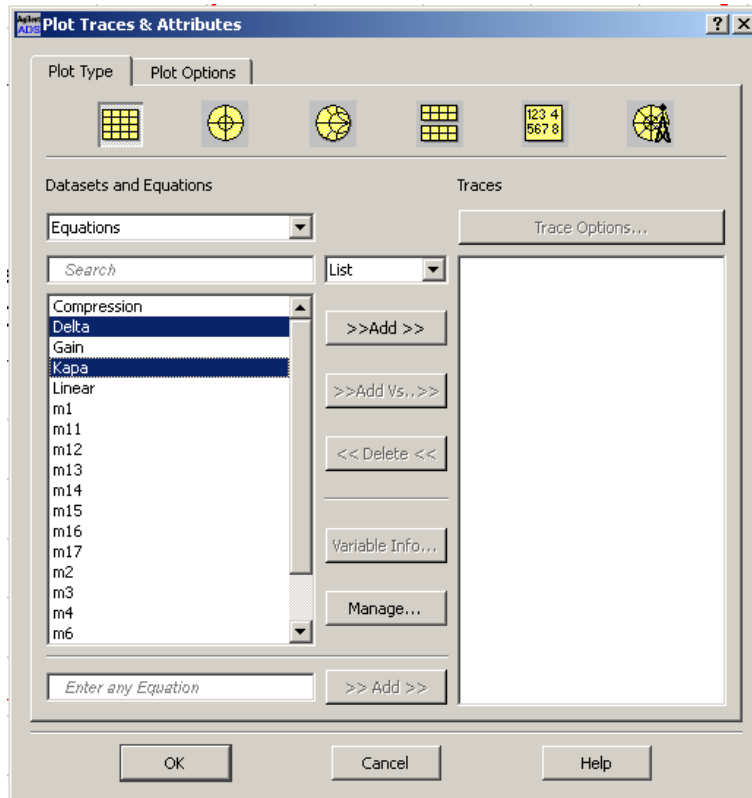 Agilent
ADS
Plot Traces & Attributes
Plot Type
Plot Options
123 4
567 8
Datasets and Equations
Traces
Equations
Trace Options...
Search
List
Compression
Delta
Gain
Kapa
Linear
m1
m11
m12
m13
m14
m15
m16
m17
m2
m3
m4
m6
>>Add >>
>>Add Vs..>>
<< Delete <<
Variable Info...
Manage...
Enter any Equation
>> Add >>
OK
Cancel
Help